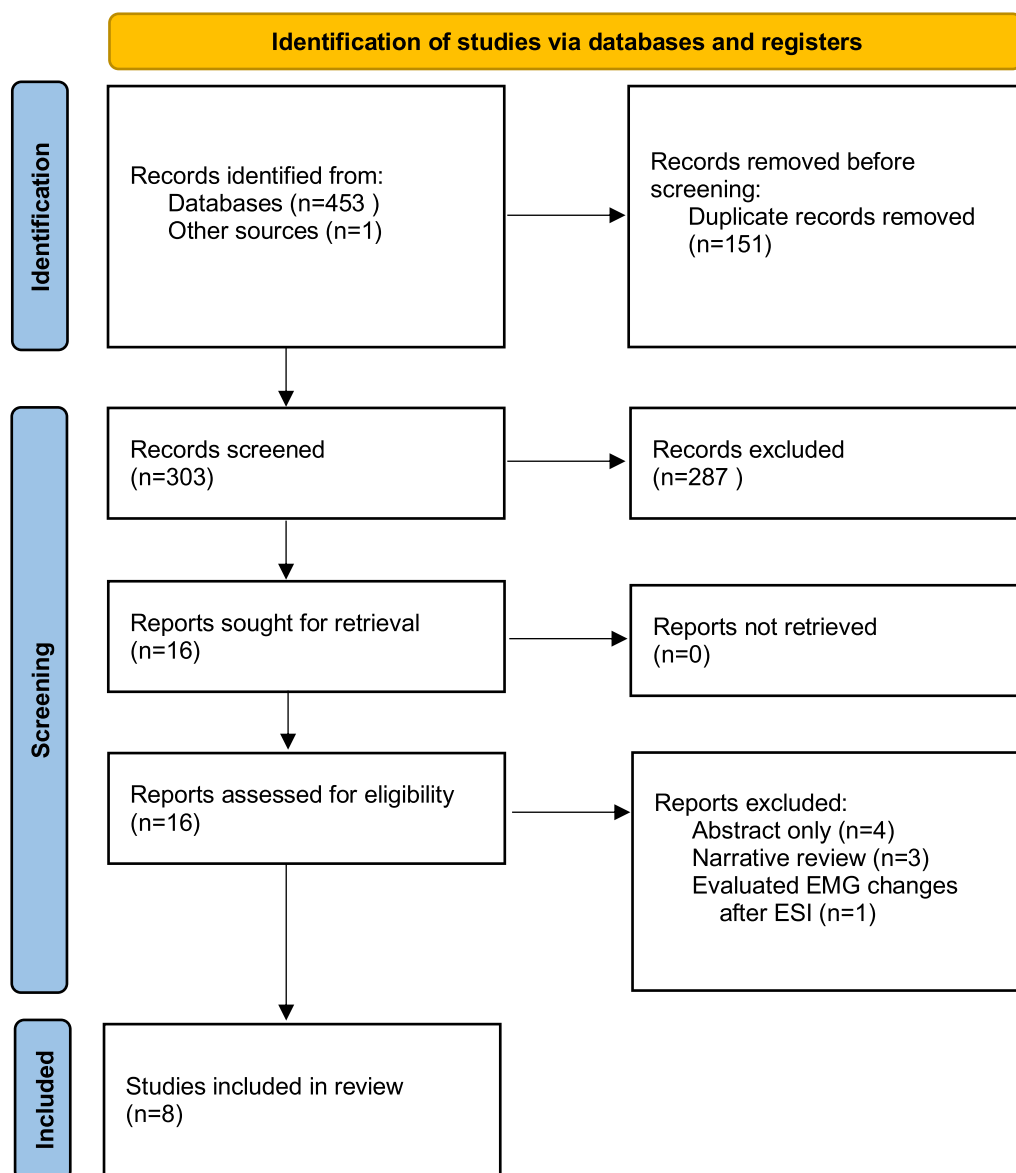 Identification of studies via databases and registers
Identification
Records identified from:
Databases (n=453 )
Other sources (n=1)
Records removed before
screening:
Duplicate records removed
(n=151)
Screening
Records screened
(n=303)
Records excluded
(n=287 )
Reports sought for retrieval
(n=16)
Reports not retrieved
(n=0)
Reports assessed for eligibility
(n=16)
Reports excluded:
Abstract only (n=4)
Narrative review (n=3)
Evaluated EMG changes
after ESI (n=1)
Included
Studies included in review
(n=8)